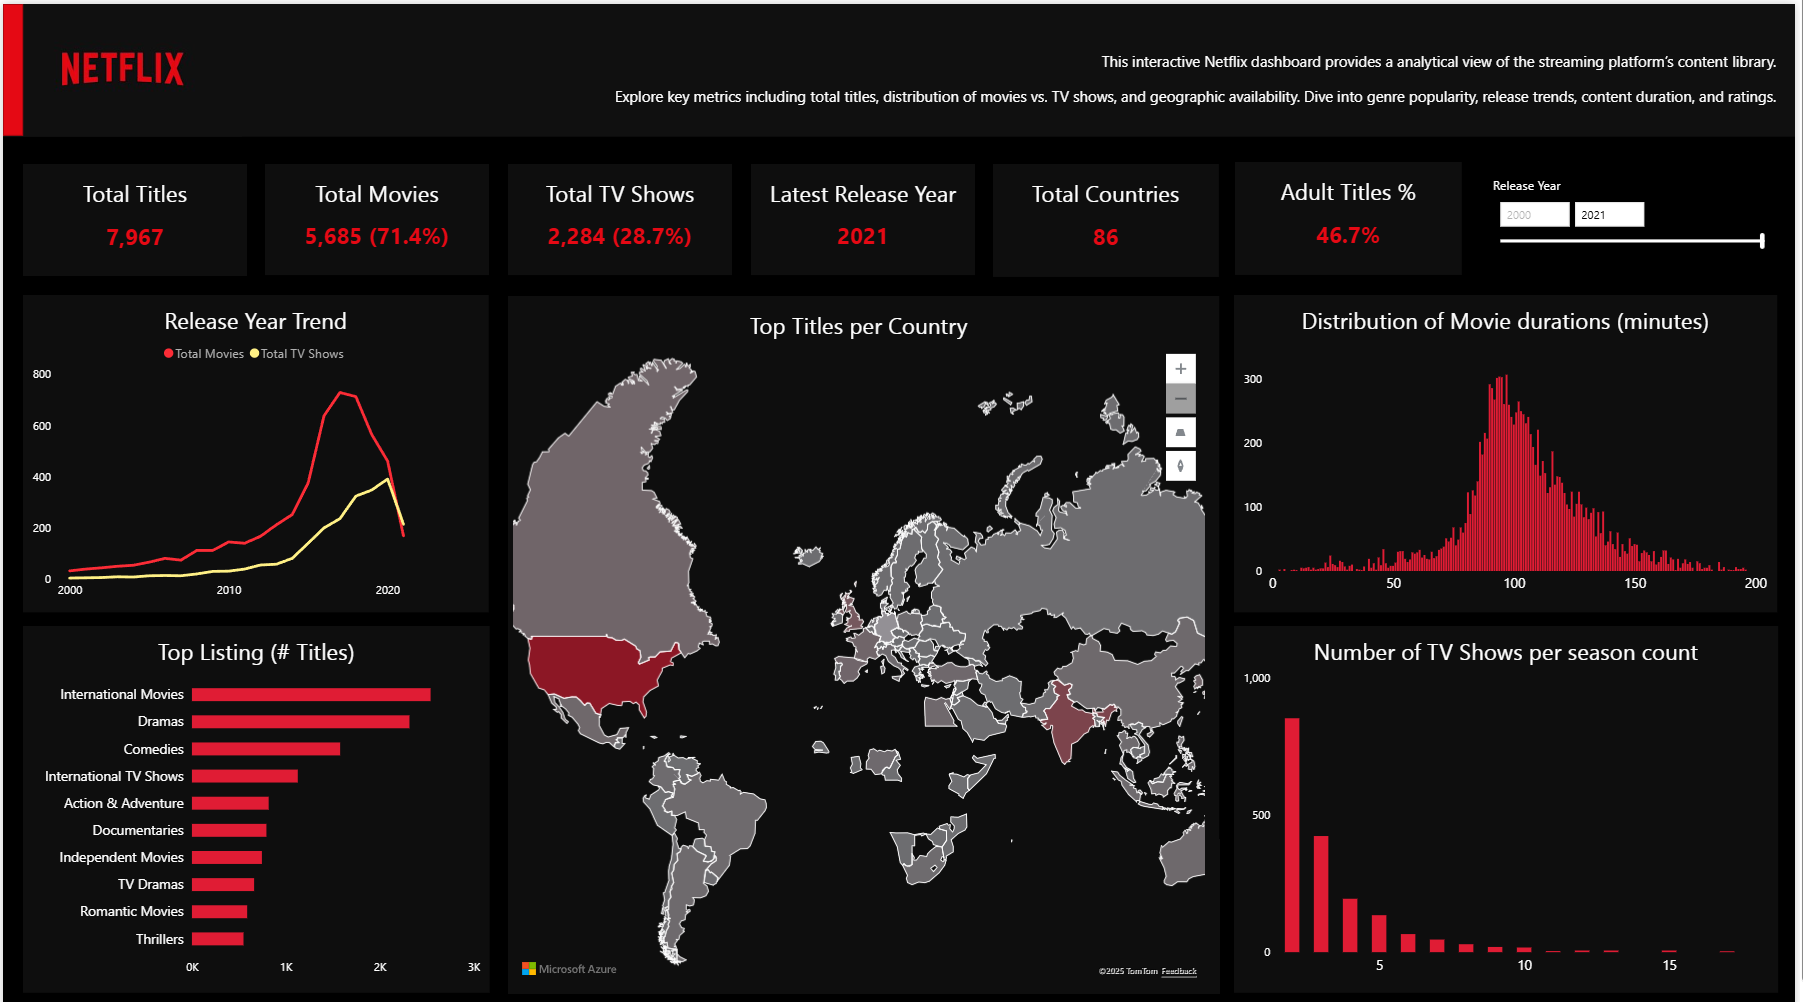 NETFLIX
This interactive Netflix dashboard provides a analytical view of the streaming platform's content library.
Explore key metrics including total titles, distribution of movies vs. TV shows, and geographic availability. Dive into genre popularity, release trends, content duration, and ratings.
Total Titles
7,967
Total Movies
5,685 (71.4%)
Total TV Shows
2,284 (28.7%)
Latest Release Year
2021
Total Countries
86
Adult Titles %
46.7%
Release Year
2000
2021
Release Year Trend
Total Movies
Total TV Shows
800
600
400
200
0
2000
2010
2020
Top Titles per Country
Microsoft Azure
©2025 TomTom Feedback
Distribution of Movie durations (minutes)
300
200
100
0
0
50
100
150
200
Top Listing (# Titles)
International Movies
Dramas
Comedies
International TV Shows
Action & Adventure
Documentaries
Independent Movies
TV Dramas
Romantic Movies
Thrillers
0K
1K
2K
3K
Number of TV Shows per season count
1,000
500
0
5
10
15